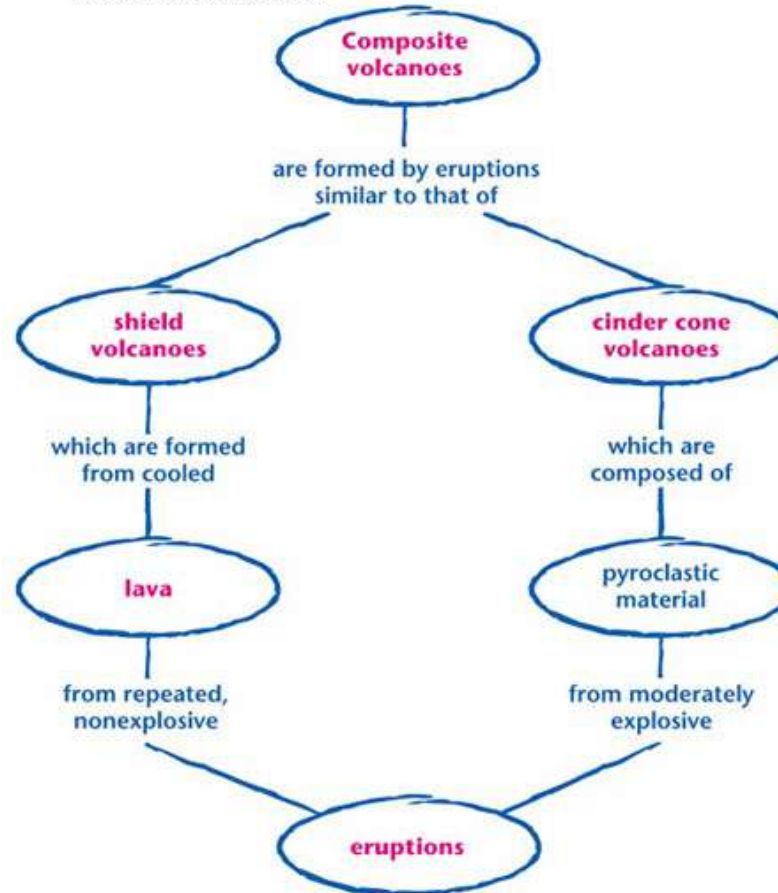 Composite
volcanoes
are formed by eruptions
similar to that of
shield
volcanoes
cinder cone
volcanoes
which are formed
from cooled
which are
composed of
lava
pyroclastic
material
from repeated,
nonexplosive
from moderately
explosive
eruptions